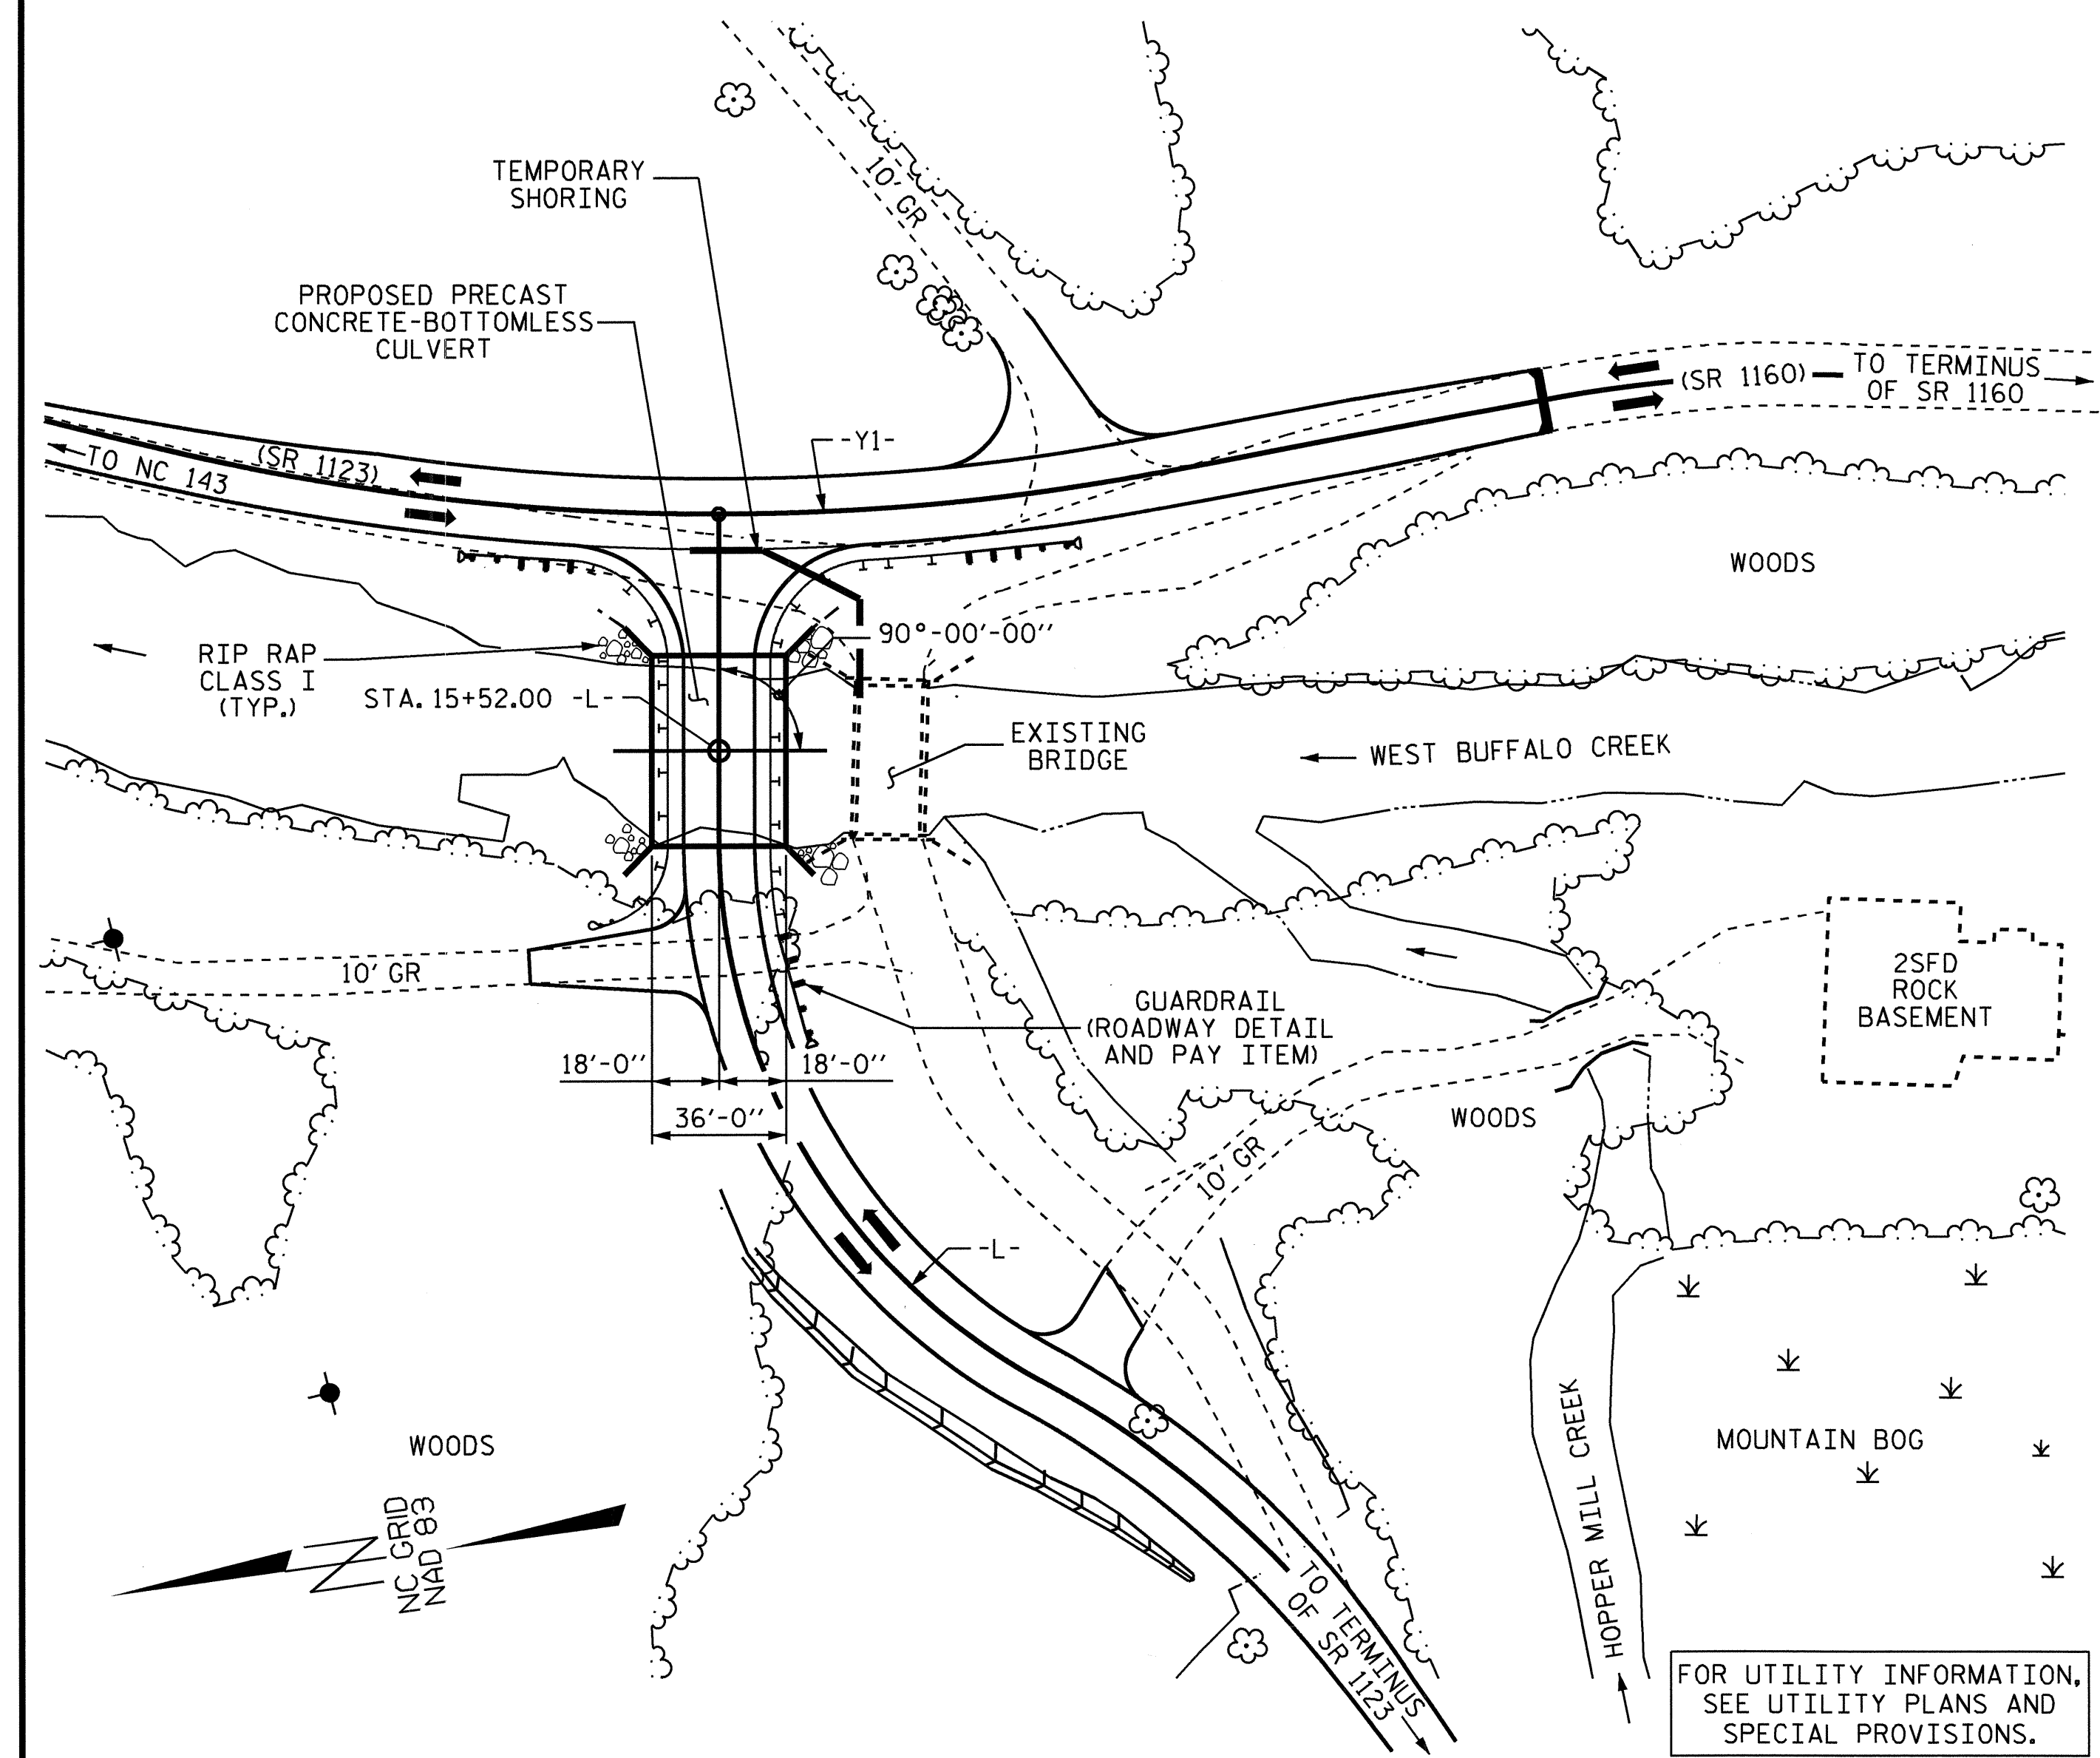 10' GR
TEMPORARY
SHORING
PROPOSED PRECAST
CONCRETE-BOTTOMLESS
CULVERT
(SR 1160)
TO TERMINUS
OF SR 1160
-Y1-
(SR 1123)
TO NC 143
WOODS
90°-00'-00''
RIP RAP
CLASS I
(TYP.)
STA. 15+52.00 -L-
EXISTING
BRIDGE
WEST BUFFALO CREEK
10' GR
2SFD
ROCK
BASEMENT
GUARDRAIL
(ROADWAY DETAIL
AND PAY ITEM)
18'-0''
18'-0''
36'-0''
WOODS
10' GR
-L-
WOODS
MOUNTAIN BOG
HOPPER MILL CREEK
N
NC GRID
NAD 83
TO TERMINUS
OF SR 1123
FOR UTILITY INFORMATION,
SEE UTILITY PLANS AND
SPECIAL PROVISIONS.